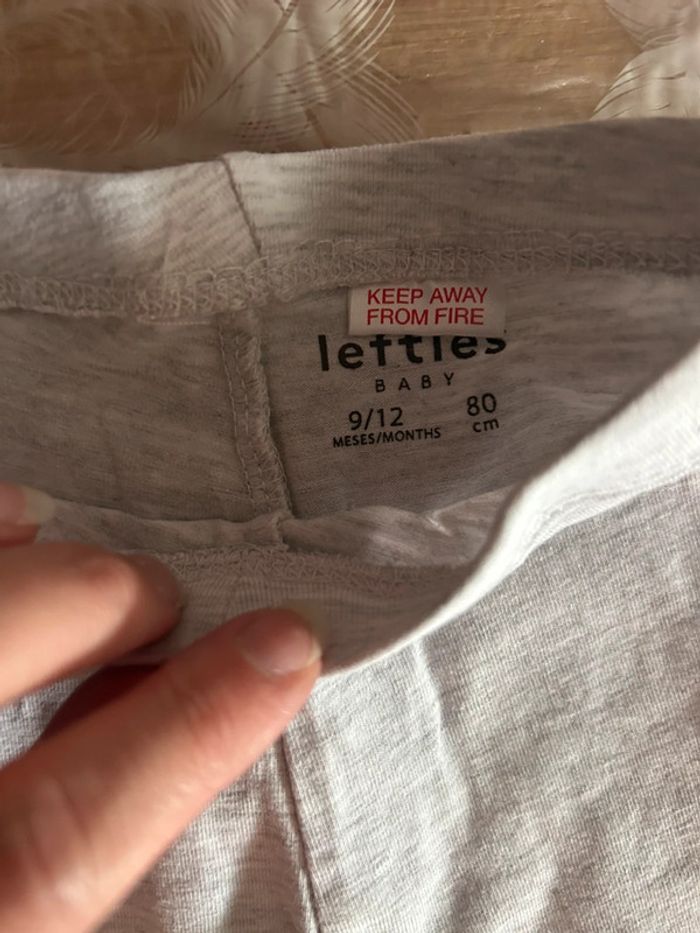 KEEP AWAY
FROM FIRE
lefties
BABY
9/12 80
MESES/MONTHS cm